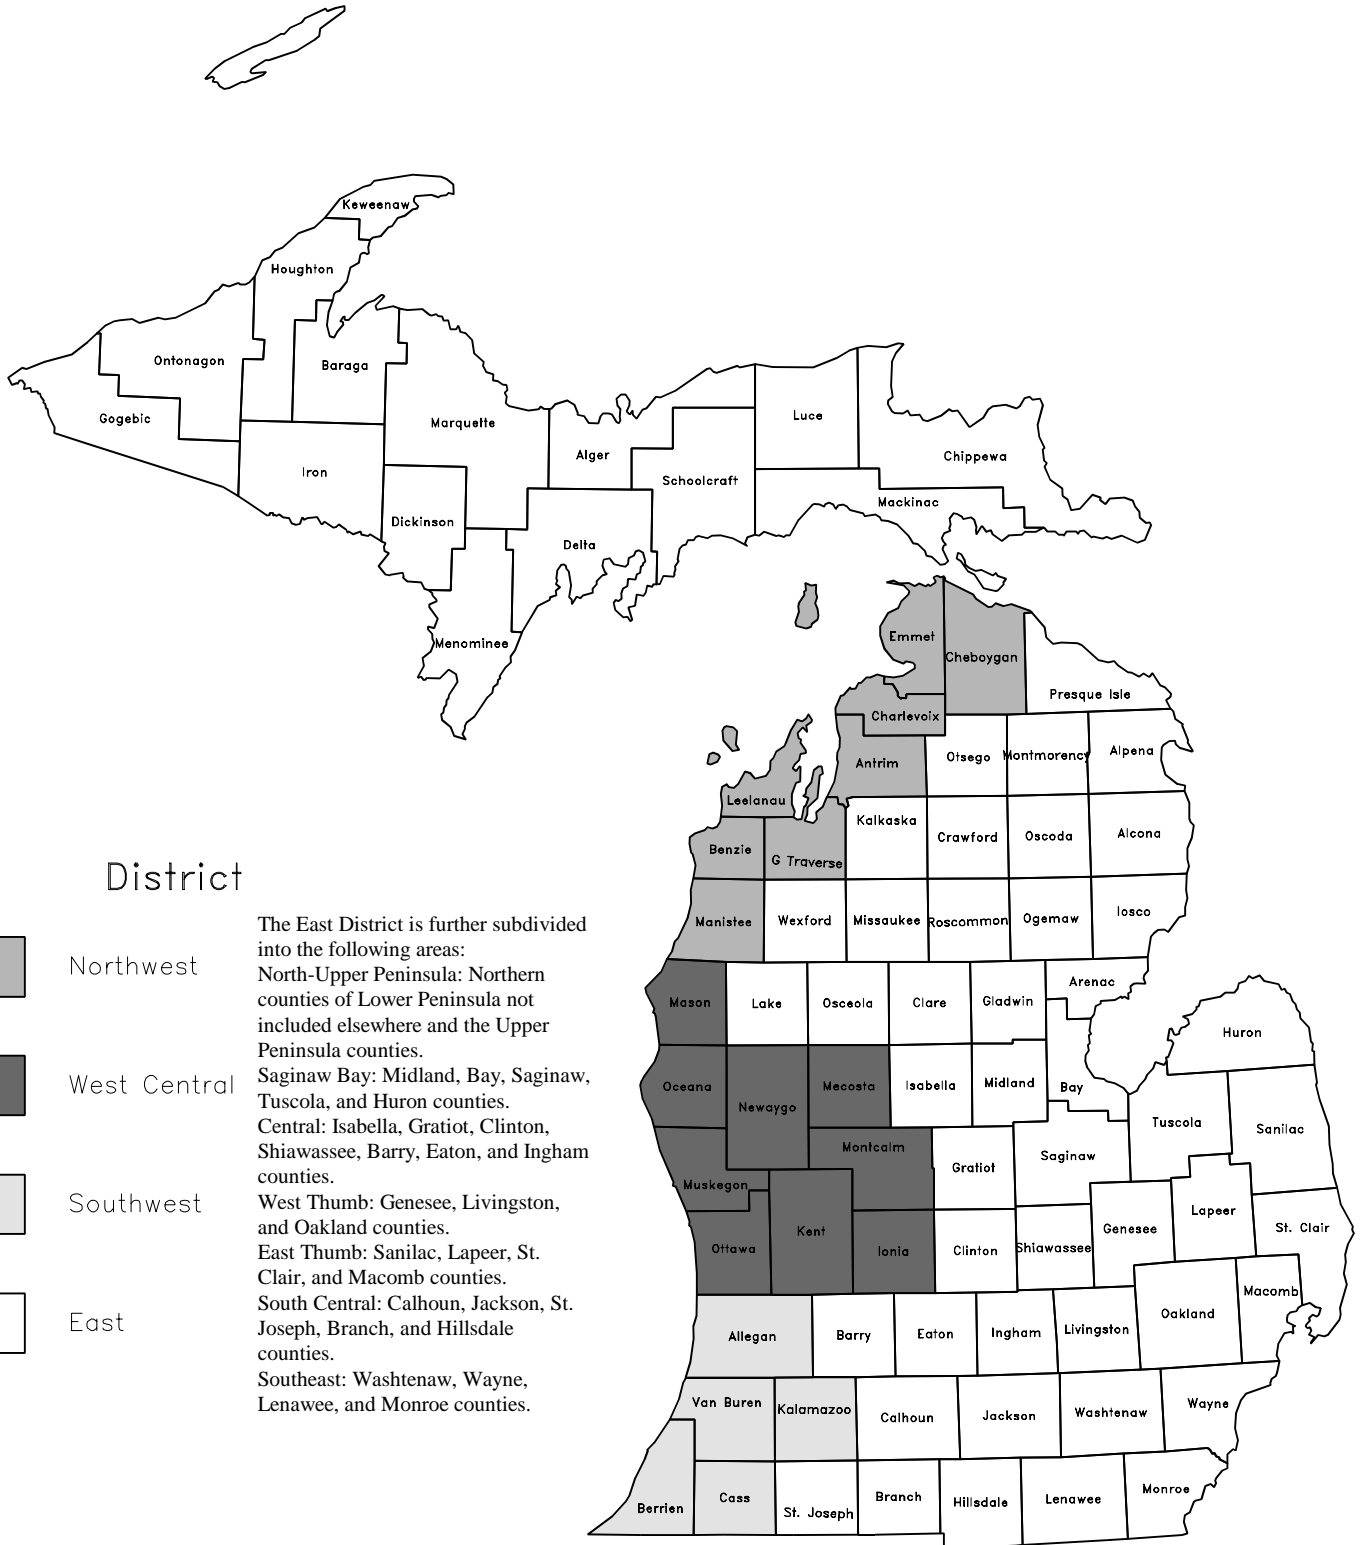 Keweenaw
Houghton
Ontonagon
Baraga
Gogebic
Marquette
Luce
Alger
Chippewa
Iron
Schoolcraft
Mackinac
Dickinson
Delta
Menominee
Emmet
Cheboygan
Presque Isle
Charlevoix
Antrim
Otsego
Montmorency
Alpena
Leelanau
Kalkaska
Crawford
Oscoda
Alcona
Benzie
G Traverse
Manistee
Wexford
Missaukee
Roscommon
Ogemaw
Iosco
Mason
Lake
Osceola
Clare
Gladwin
Arenac
Huron
Oceana
Newaygo
Mecosta
Isabella
Midland
Bay
Tuscola
Sanilac
Montcalm
Gratiot
Saginaw
Muskegon
Lapeer
Genesee
St. Clair
Ottawa
Kent
Ionia
Clinton
Shiawassee
Macomb
Oakland
Livingston
Allegan
Barry
Eaton
Ingham
Van Buren
Kalamazoo
Calhoun
Jackson
Washtenaw
Wayne
Berrien
Cass
St. Joseph
Branch
Hillsdale
Lenawee
Monroe
District
Northwest
West Central
Southwest
East
The East District is further subdivided
into the following areas:
North-Upper Peninsula: Northern
counties of Lower Peninsula not
included elsewhere and the Upper
Peninsula counties.
Saginaw Bay: Midland, Bay, Saginaw,
Tuscola, and Huron counties.
Central: Isabella, Gratiot, Clinton,
Shiawassee, Barry, Eaton, and Ingham
counties.
West Thumb: Genesee, Livingston,
and Oakland counties.
East Thumb: Sanilac, Lapeer, St.
Clair, and Macomb counties.
South Central: Calhoun, Jackson, St.
Joseph, Branch, and Hillsdale
counties.
Southeast: Washtenaw, Wayne,
Lenawee, and Monroe counties.